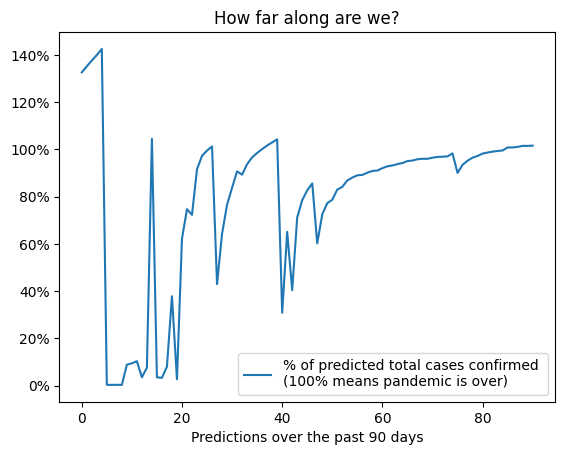 How far along are we?
140%
120%
100%
80%
60%
40%
20%
0%
% of predicted total cases confirmed
(100% means pandemic is over)
0 20 40 60 80
Predictions over the past 90 days